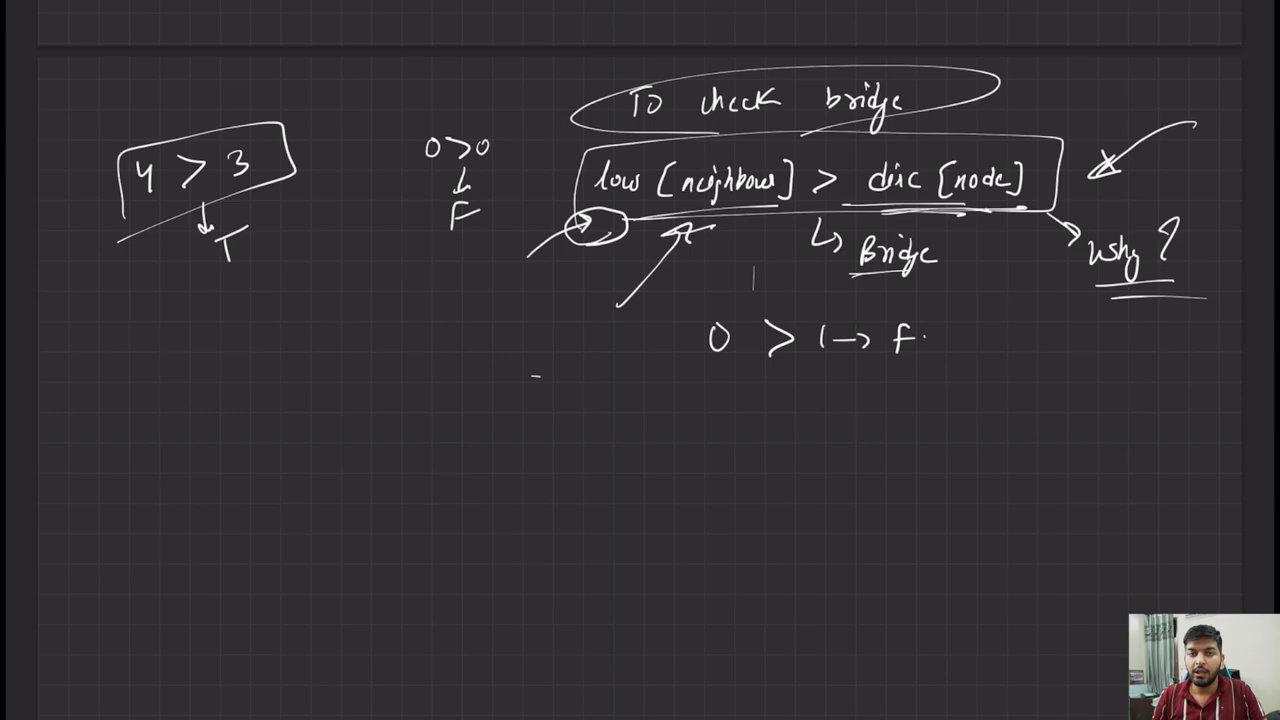 To check bridge
low [neighbour] > disc [node]
4 > 3
T
0 > 0
F
Bridge
Why ?
0 > 1 → F.